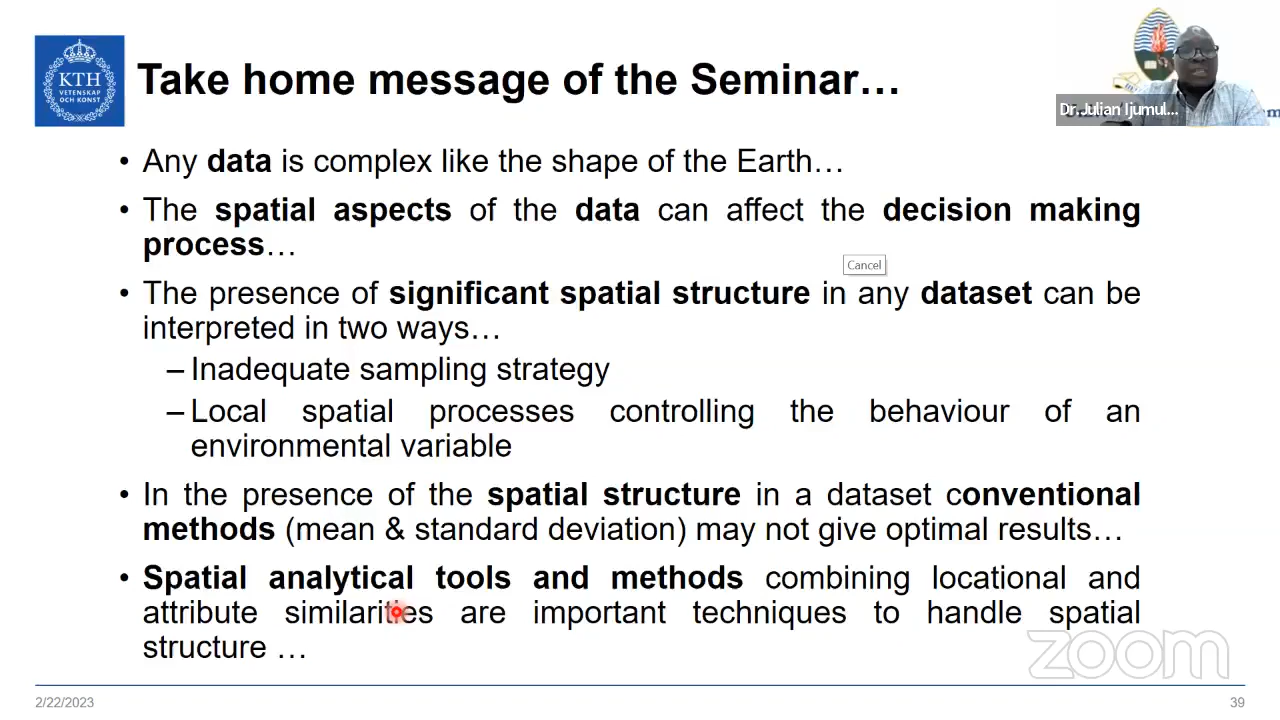 KTH
VETENSKAP
OCH KONST
Take home message of the Seminar…
Dr.Julian Ijumul...
• Any data is complex like the shape of the Earth…
• The spatial aspects of the data can affect the decision making
process…
Cancel
• The presence of significant spatial structure in any dataset can be
interpreted in two ways…
– Inadequate sampling strategy
– Local spatial processes controlling the behaviour of an
environmental variable
• In the presence of the spatial structure in a dataset conventional
methods (mean & standard deviation) may not give optimal results…
• Spatial analytical tools and methods combining locational and
attribute similarities are important techniques to handle spatial
structure …
zoom
2/22/2023
39